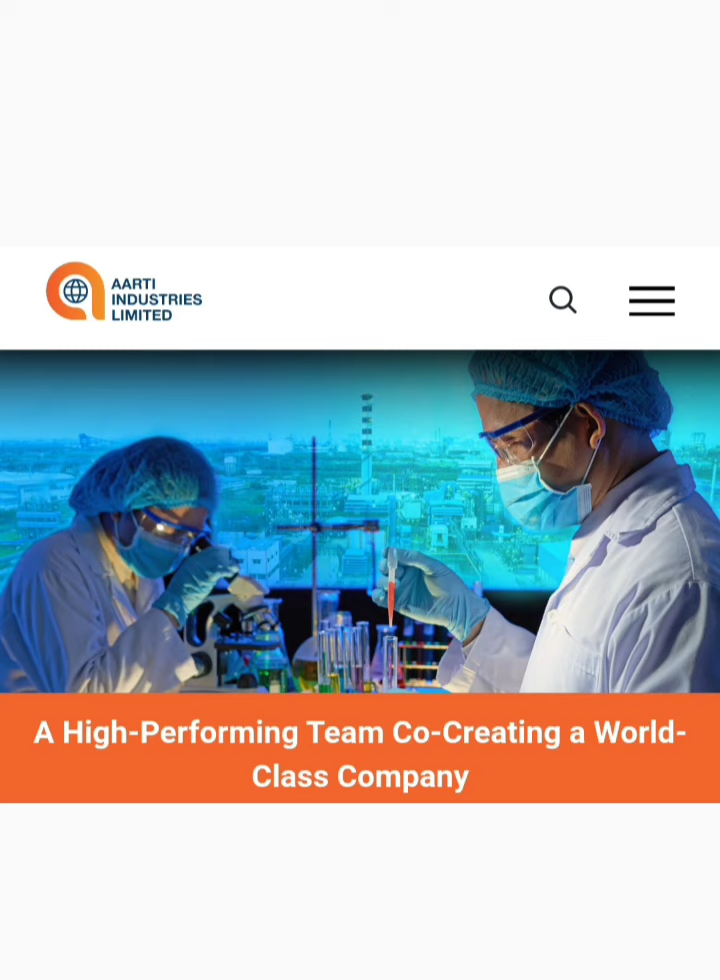 AARTI
INDUSTRIES
LIMITED
A High-Performing Team Co-Creating a World-
Class Company